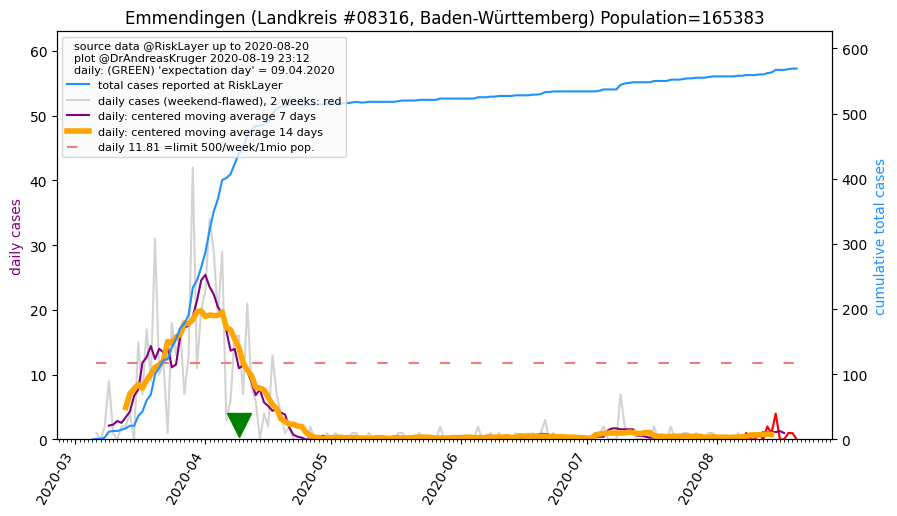 Emmendingen (Landkreis #08316, Baden-Württemberg) Population=165383
source data @RiskLayer up to 2020-08-20
plot @DrAndreasKruger 2020-08-19 23:12
daily: (GREEN) 'expectation day' = 09.04.2020
total cases reported at RiskLayer
daily cases (weekend-flawed), 2 weeks: red
daily: centered moving average 7 days
daily: centered moving average 14 days
daily 11.81 =limit 500/week/1mio pop.
daily cases
60
50
40
30
20
10
0
600
500
400
300
200
100
0
cumulative total cases
2020-03
2020-04
2020-05
2020-06
2020-07
2020-08